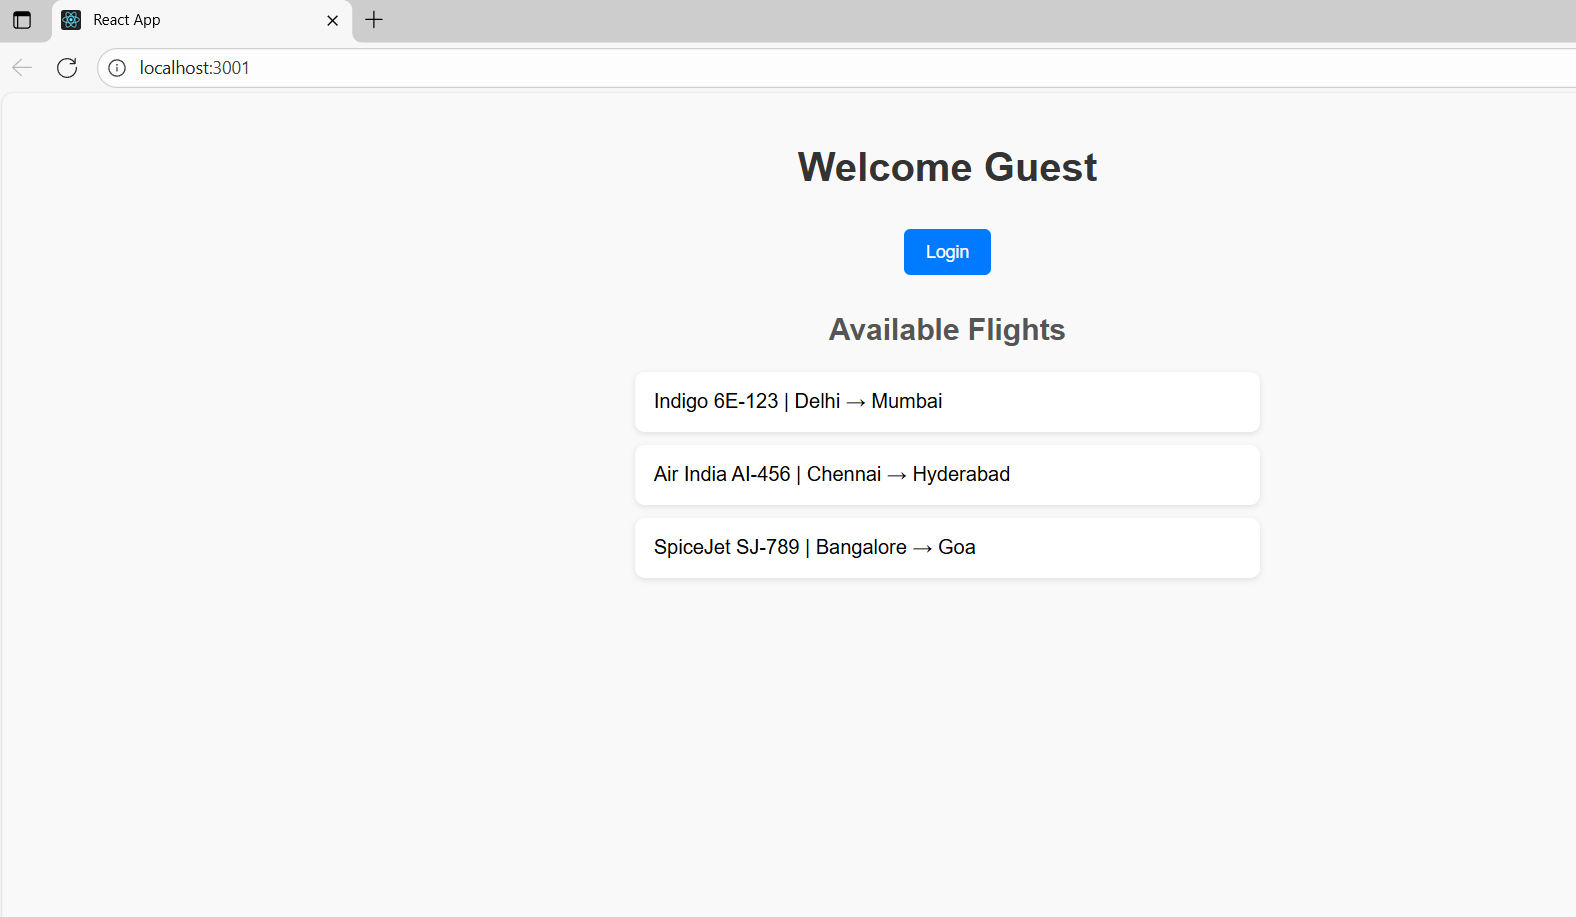 React App
localhost:3001
Welcome Guest
Login
Available Flights
Indigo 6E-123 | Delhi → Mumbai
Air India AI-456 | Chennai → Hyderabad
SpiceJet SJ-789 | Bangalore → Goa